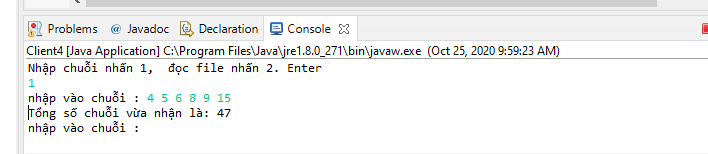 Problems @ Javadoc Declaration Console
Client4 [Java Application] C:\Program Files\Java\jre1.8.0_271\bin\javaw.exe (Oct 25, 2020 9:59:23 AM)
Nhập chuỗi nhấn 1,  đọc file nhấn 2. Enter
1
nhập vào chuỗi : 4 5 6 8 9 15
Tổng số chuỗi vừa nhận là: 47
nhập vào chuỗi :